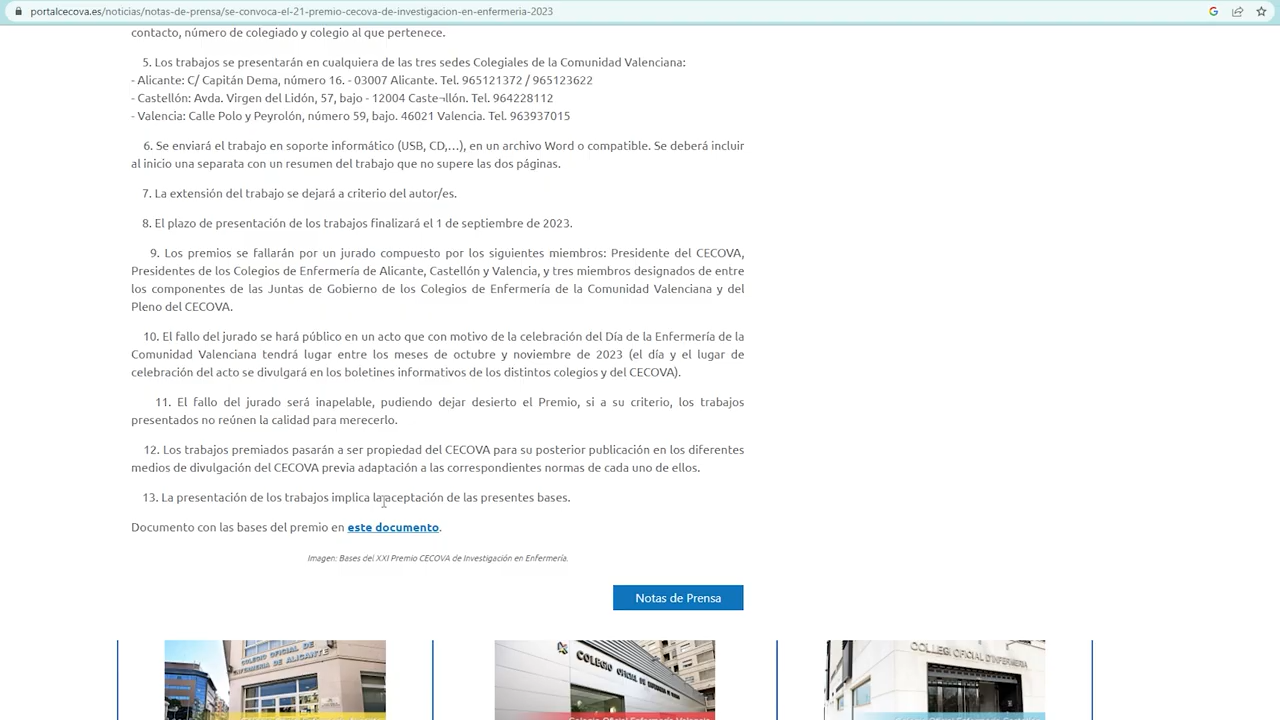 portalcecova.es/noticias/notas-de-prensa/se-convoca-el-21-premio-cecova-de-investigacion-en-enfermeria-2023
contacto, número de colegiado y colegio al que pertenece.
5. Los trabajos se presentarán en cualquiera de las tres sedes Colegiales de la Comunidad Valenciana:
- Alicante: C/ Capitán Dema, número 16. - 03007 Alicante. Tel. 965121372 / 965123622
- Castellón: Avda. Virgen del Lidón, 57, bajo - 12004 Caste¬llón. Tel. 964228112
- Valencia: Calle Polo y Peyrolón, número 59, bajo. 46021 Valencia. Tel. 963937015
6. Se enviará el trabajo en soporte informático (USB, CD,…), en un archivo Word o compatible. Se deberá incluir
al inicio una separata con un resumen del trabajo que no supere las dos páginas.
7. La extensión del trabajo se dejará a criterio del autor/es.
8. El plazo de presentación de los trabajos finalizará el 1 de septiembre de 2023.
9. Los premios se fallarán por un jurado compuesto por los siguientes miembros: Presidente del CECOVA,
Presidentes de los Colegios de Enfermería de Alicante, Castellón y Valencia, y tres miembros designados de entre
los componentes de las Juntas de Gobierno de los Colegios de Enfermería de la Comunidad Valenciana y del
Pleno del CECOVA.
10. El fallo del jurado se hará público en un acto que con motivo de la celebración del Día de la Enfermería de la
Comunidad Valenciana tendrá lugar entre los meses de octubre y noviembre de 2023 (el día y el lugar de
celebración del acto se divulgará en los boletines informativos de los distintos colegios y del CECOVA).
11. El fallo del jurado será inapelable, pudiendo dejar desierto el Premio, si a su criterio, los trabajos
presentados no reúnen la calidad para merecerlo.
12. Los trabajos premiados pasarán a ser propiedad del CECOVA para su posterior publicación en los diferentes
medios de divulgación del CECOVA previa adaptación a las correspondientes normas de cada uno de ellos.
13. La presentación de los trabajos implica la aceptación de las presentes bases.
Documento con las bases del premio en este documento.
Imagen: Bases del XXI Premio CECOVA de Investigación en Enfermería.
Notas de Prensa
COLEGIO OFICIAL DE
ENFERMERIA DE ALICANTE
COLEGIO OFICIAL DE
COL·LEGI OFICIAL D'INFERMERIA